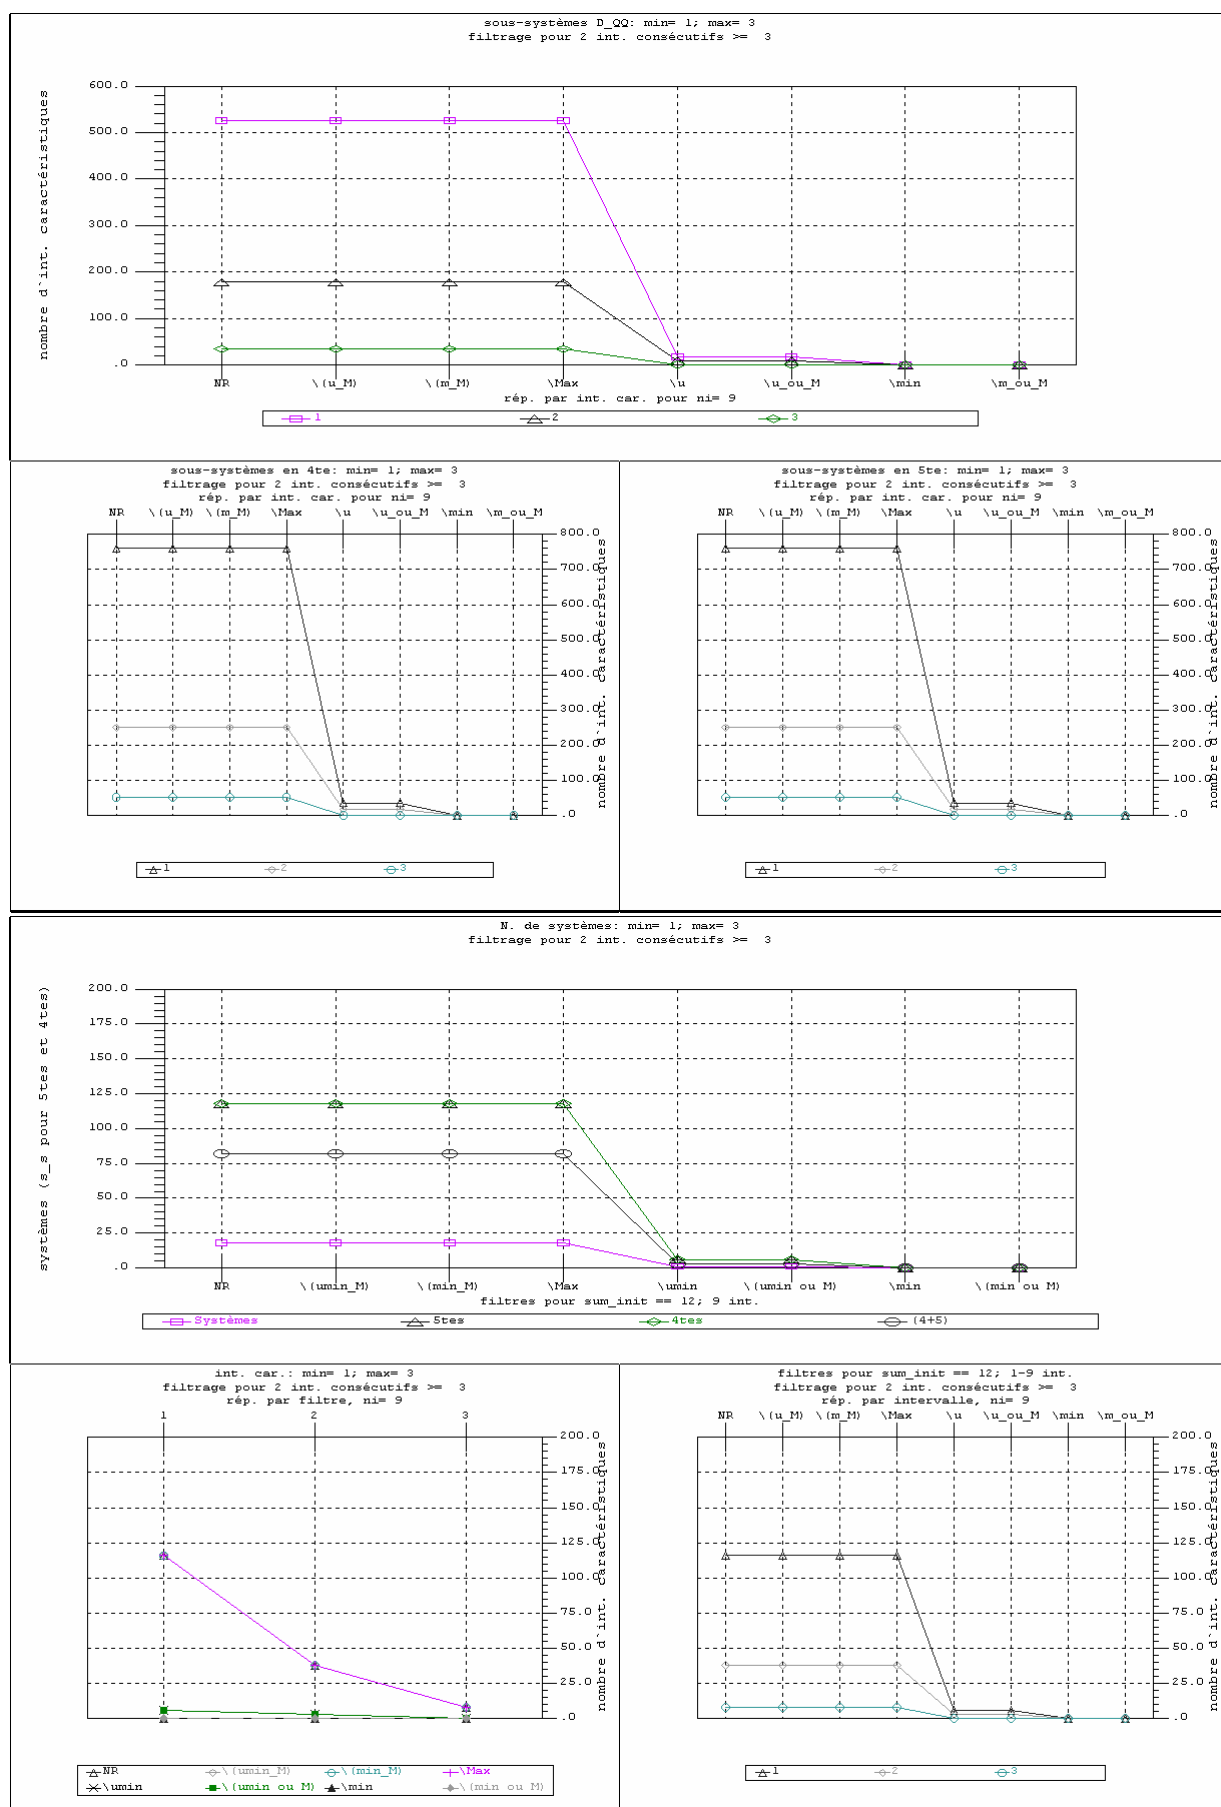 sous-systèmes D_QQ: min= 1; max= 3
filtrage pour 2 int. consécutifs >=  3
nombre d`int. caractéristiques
600.0
500.0
400.0
300.0
200.0
100.0
.0
NR \(u_M) \(m_M) \Max \u \u_ou_M \min \m_ou_M
rép. par int. car. pour ni= 9
1 2 3
sous-systèmes en 4te: min= 1; max= 3
filtrage pour 2 int. consécutifs >=  3
rép. par int. car. pour ni= 9
NR \(u_M) \(m_M) \Max \u \u_ou_M \min \m_ou_M
800.0
700.0
600.0
500.0
400.0
300.0
200.0
100.0
.0
nombre d`int. caractéristiques
1 2 3
sous-systèmes en 5te: min= 1; max= 3
filtrage pour 2 int. consécutifs >=  3
rép. par int. car. pour ni= 9
NR \(u_M) \(m_M) \Max \u \u_ou_M \min \m_ou_M
800.0
700.0
600.0
500.0
400.0
300.0
200.0
100.0
.0
nombre d`int. caractéristiques
1 2 3
N. de systèmes: min= 1; max= 3
filtrage pour 2 int. consécutifs >=  3
systèmes (s_s pour 5tes et 4tes)
200.0
175.0
150.0
125.0
100.0
75.0
50.0
25.0
.0
NR \(umin_M) \(min_M) \Max \umin \(umin ou M) \min \(min ou M)
filtres pour sum_init == 12; 9 int.
Systèmes 5tes 4tes (4+5)
int. car.: min= 1; max= 3
filtrage pour 2 int. consécutifs >=  3
rép. par filtre, ni= 9
1 2 3
200.0
175.0
150.0
125.0
100.0
75.0
50.0
25.0
.0
nombre d`int. caractéristiques
NR \(umin_M) \(min_M) \Max
\umin \(umin ou M) \min \(min ou M)
filtres pour sum_init == 12; 1-9 int.
filtrage pour 2 int. consécutifs >=  3
rép. par intervalle, ni= 9
NR \(u_M) \(m_M) \Max \u \u_ou_M \min \m_ou_M
200.0
175.0
150.0
125.0
100.0
75.0
50.0
25.0
.0
nombre d`int. caractéristiques
1 2 3